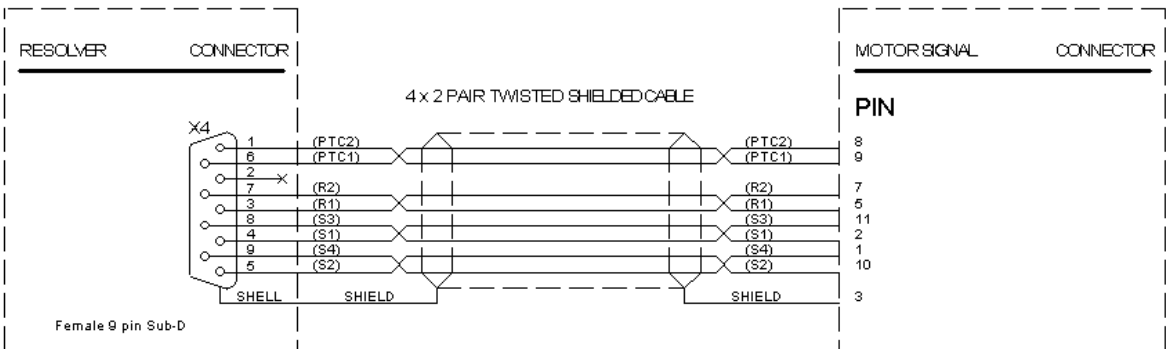 RESOLVER CONNECTOR
MOTOR SIGNAL CONNECTOR
4 x 2 PAIR TWISTED SHIELDED CABLE
PIN
X4
1 (PTC2) (PTC2) 8
6 (PTC1) (PTC1) 9
2
7 (R2) (R2) 7
3 (R1) (R1) 5
8 (S3) (S3) 11
4 (S1) (S1) 2
9 (S4) (S4) 1
5 (S2) (S2) 10
SHELL SHIELD SHIELD 3
Female 9 pin Sub-D